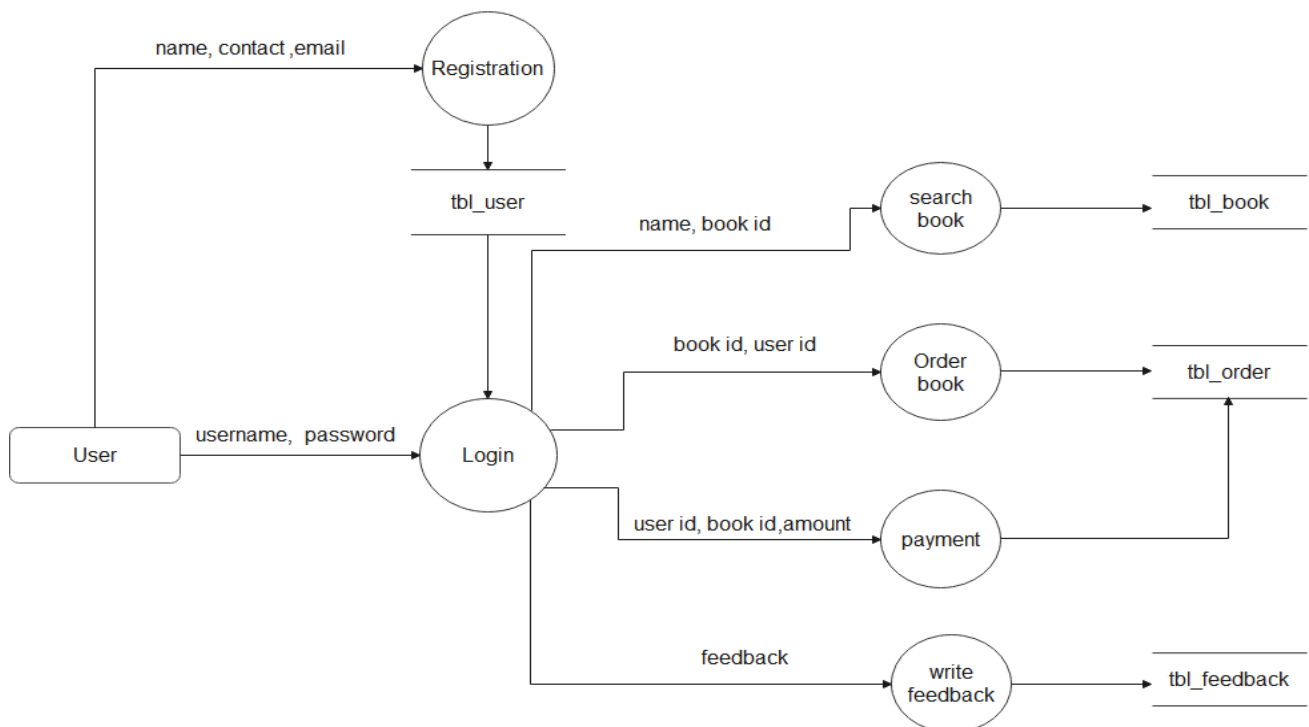 name, contact ,email
Registration
tbl_user
name, book id
search
book
tbl_book
book id, user id
Order
book
tbl_order
User
username,  password
Login
user id, book id,amount
payment
feedback
write
feedback
tbl_feedback